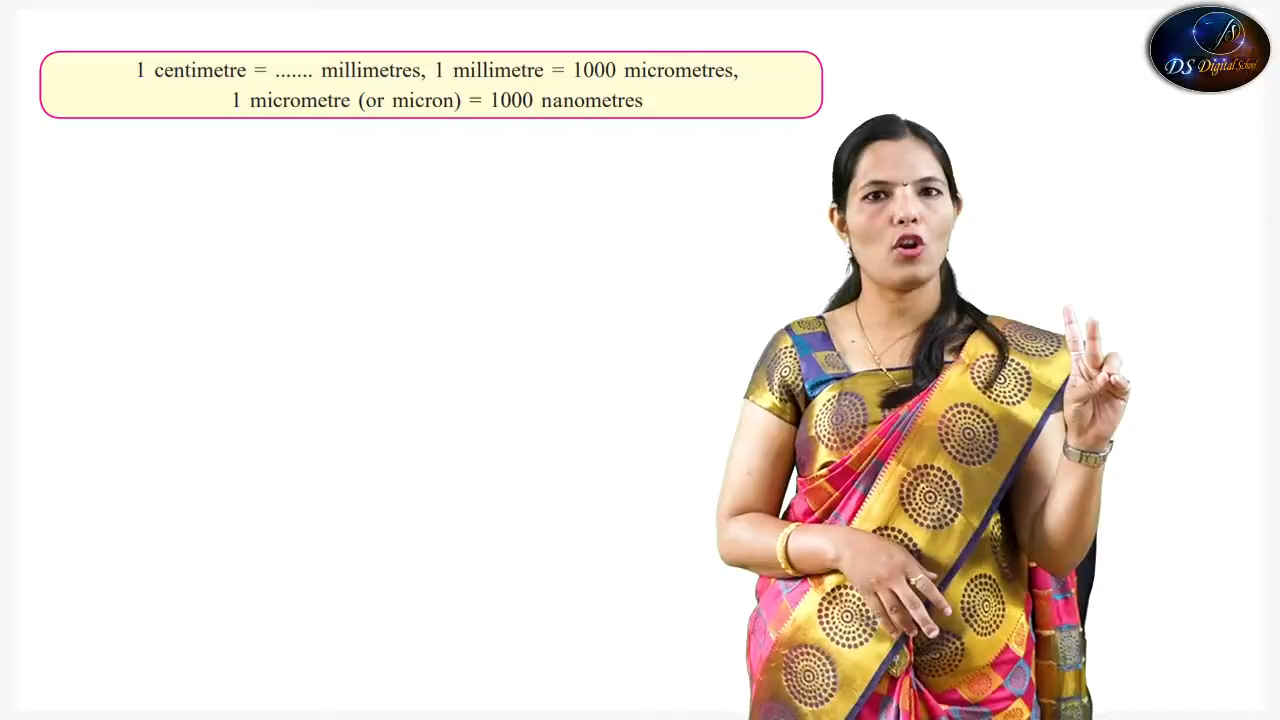 1 centimetre = ....... millimetres, 1 millimetre = 1000 micrometres,
1 micrometre (or micron) = 1000 nanometres
DS Digital School